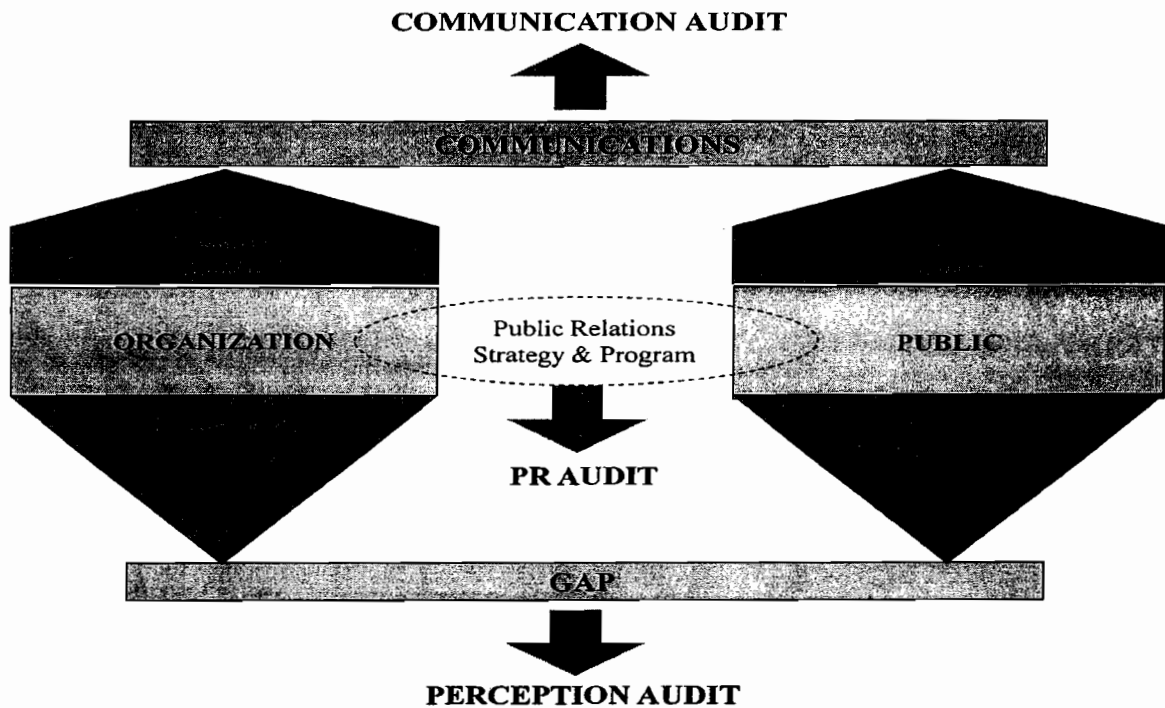 COMMUNICATION AUDIT
COMMUNICATIONS
ORGANIZATION
Public Relations
Strategy & Program
PUBLIC
PR AUDIT
GAP
PERCEPTION AUDIT